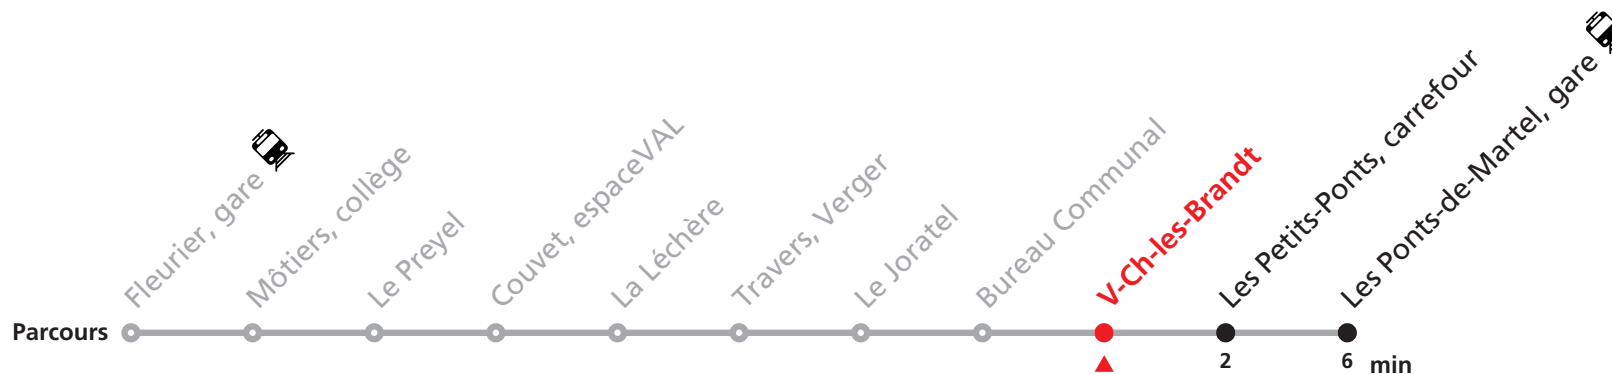 Fleurier, gare
Môtiers, collège
Le Preyel
Couvet, espaceVAL
La Léchère
Travers, Verger
Le Joratel
Bureau Communal
V-Ch-les-Brandt
Les Petits-Ponts, carrefour
Les Ponts-de-Martel, gare
Parcours
2 6 min